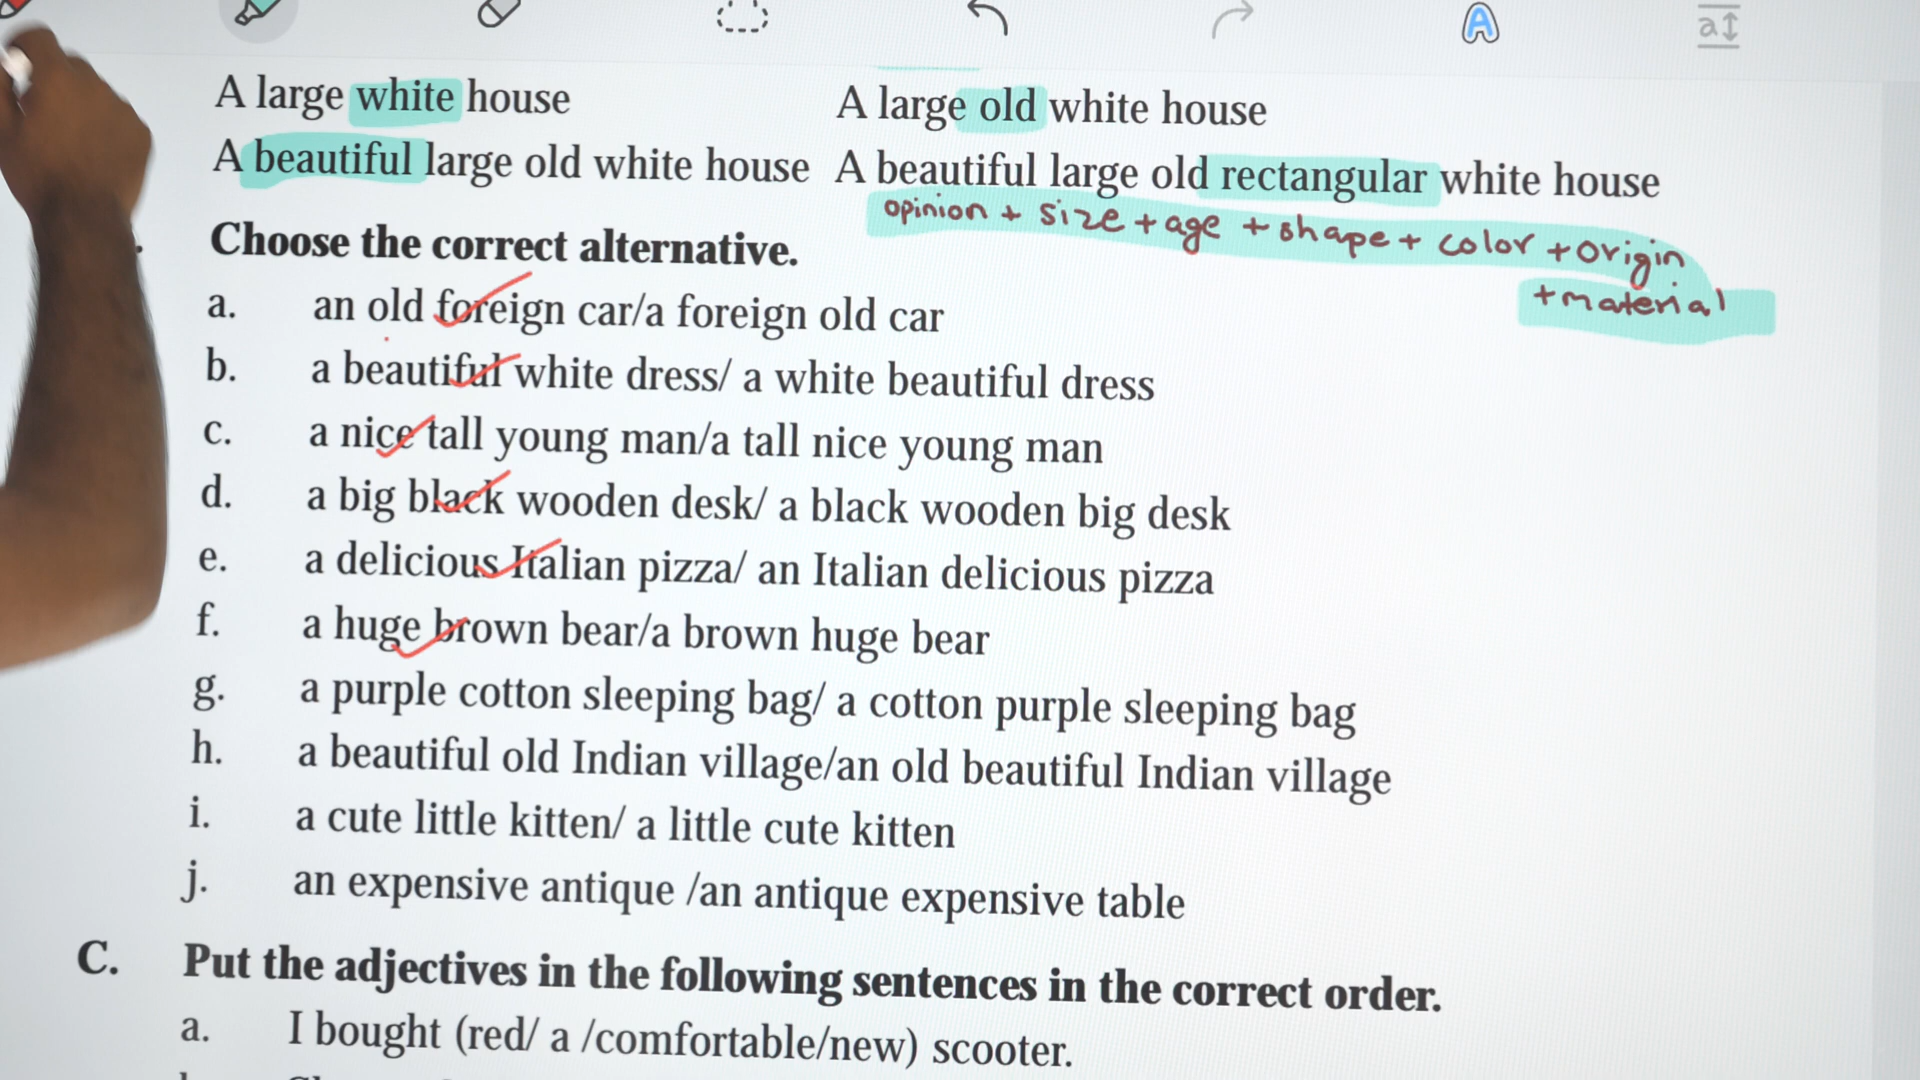 A
a
A large white house
A large old white house
A beautiful large old white house
A beautiful large old rectangular white house
opinion + size + age + shape + color + origin
+ material
Choose the correct alternative.
a. an old foreign car/a foreign old car
b. a beautiful white dress/ a white beautiful dress
c. a nice tall young man/a tall nice young man
d. a big black wooden desk/ a black wooden big desk
e. a delicious Italian pizza/ an Italian delicious pizza
f. a huge brown bear/a brown huge bear
g. a purple cotton sleeping bag/ a cotton purple sleeping bag
h. a beautiful old Indian village/an old beautiful Indian village
i. a cute little kitten/ a little cute kitten
j. an expensive antique /an antique expensive table
C. Put the adjectives in the following sentences in the correct order.
a. I bought (red/ a /comfortable/new) scooter.